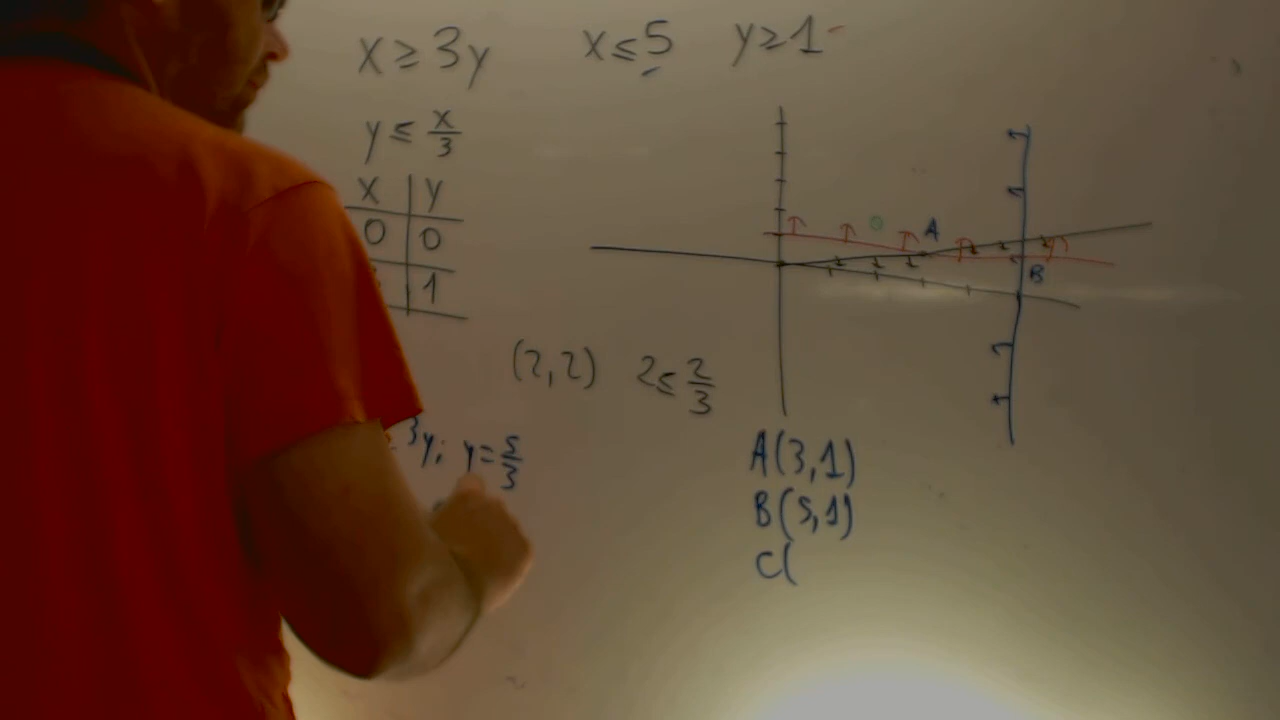 x ≥ 3y x ≤ 5 y ≥ 1
y ≤ x/3
x y
0 0
1
(2,2) 2 ≤ 2/3
3y; y = 5/3
A
B
A(3,1)
B(5,1)
C(